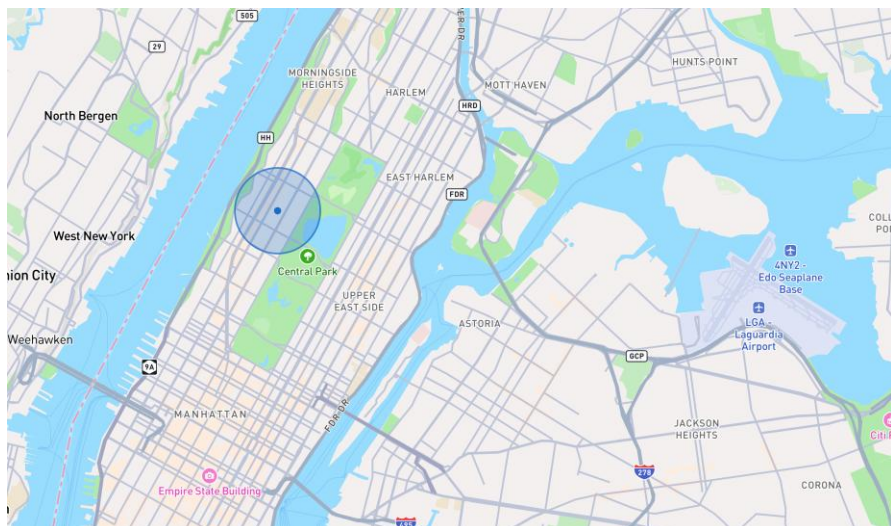 505
29
MORNINGSIDE
HEIGHTS
HARLEM
MOTT HAVEN
HUNTS POINT
North Bergen
HRD
HH
EAST HARLEM
FDR
West New York
Central Park
4NY2 -
Edo Seaplane
Base
UPPER
EAST SIDE
LGA -
Laguardia
Airport
ASTORIA
Weehawken
GCP
9A
MANHATTAN
FDR DR
JACKSON
HEIGHTS
278
Empire State Building
CORONA
495